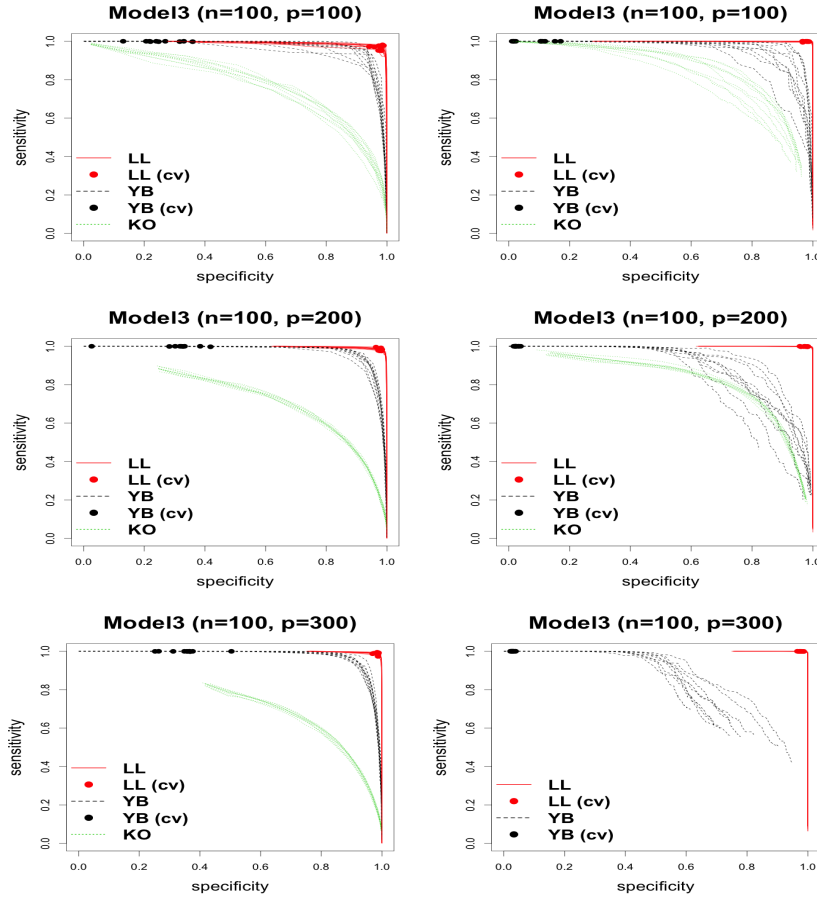 Model3 (n=100, p=100)
sensitivity
0.0 0.2 0.4 0.6 0.8 1.0
LL
LL (cv)
YB
YB (cv)
KO
0.0 0.2 0.4 0.6 0.8 1.0
specificity
Model3 (n=100, p=100)
sensitivity
0.0 0.2 0.4 0.6 0.8 1.0
LL
LL (cv)
YB
YB (cv)
KO
0.0 0.2 0.4 0.6 0.8 1.0
specificity
Model3 (n=100, p=200)
sensitivity
0.0 0.2 0.4 0.6 0.8 1.0
LL
LL (cv)
YB
YB (cv)
KO
0.0 0.2 0.4 0.6 0.8 1.0
specificity
Model3 (n=100, p=200)
sensitivity
0.0 0.2 0.4 0.6 0.8 1.0
LL
LL (cv)
YB
YB (cv)
KO
0.0 0.2 0.4 0.6 0.8 1.0
specificity
Model3 (n=100, p=300)
sensitivity
0.0 0.2 0.4 0.6 0.8 1.0
LL
LL (cv)
YB
YB (cv)
KO
0.0 0.2 0.4 0.6 0.8 1.0
specificity
Model3 (n=100, p=300)
sensitivity
0.0 0.2 0.4 0.6 0.8 1.0
LL
LL (cv)
YB
YB (cv)
0.0 0.2 0.4 0.6 0.8 1.0
specificity